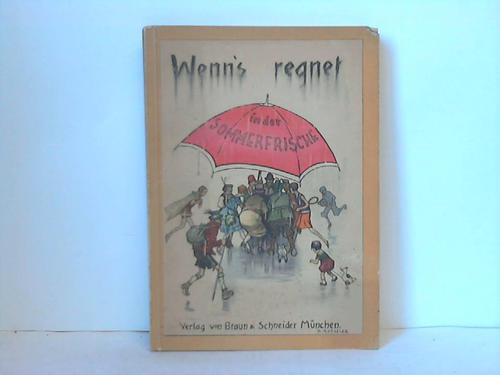 Wenn's regnet
in der
SOMMERFRISCHE
Verlag von Braun & Schneider München.